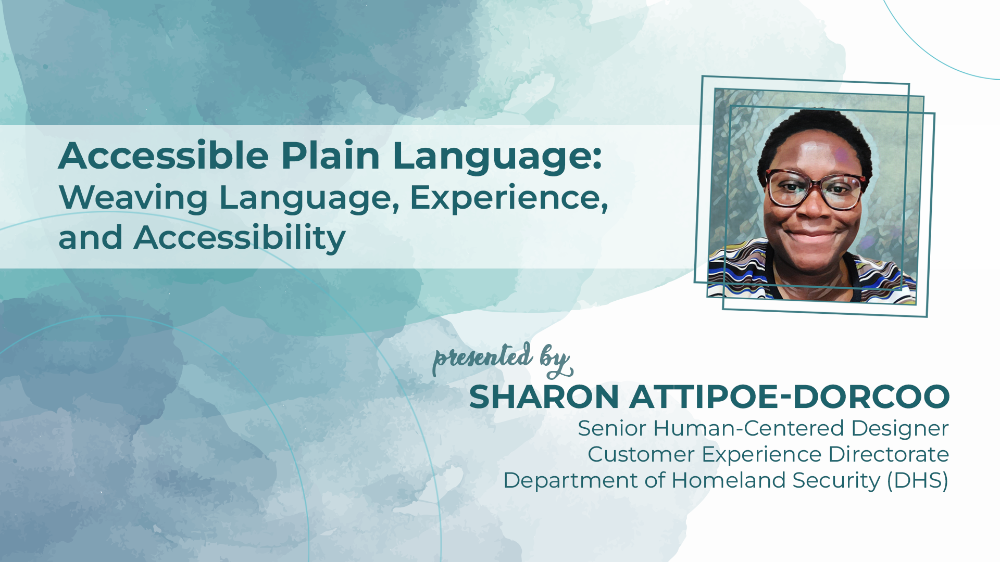 Accessible Plain Language:
Weaving Language, Experience,
and Accessibility
presented by
SHARON ATTIPOE-DORCOO
Senior Human-Centered Designer
Customer Experience Directorate
Department of Homeland Security (DHS)